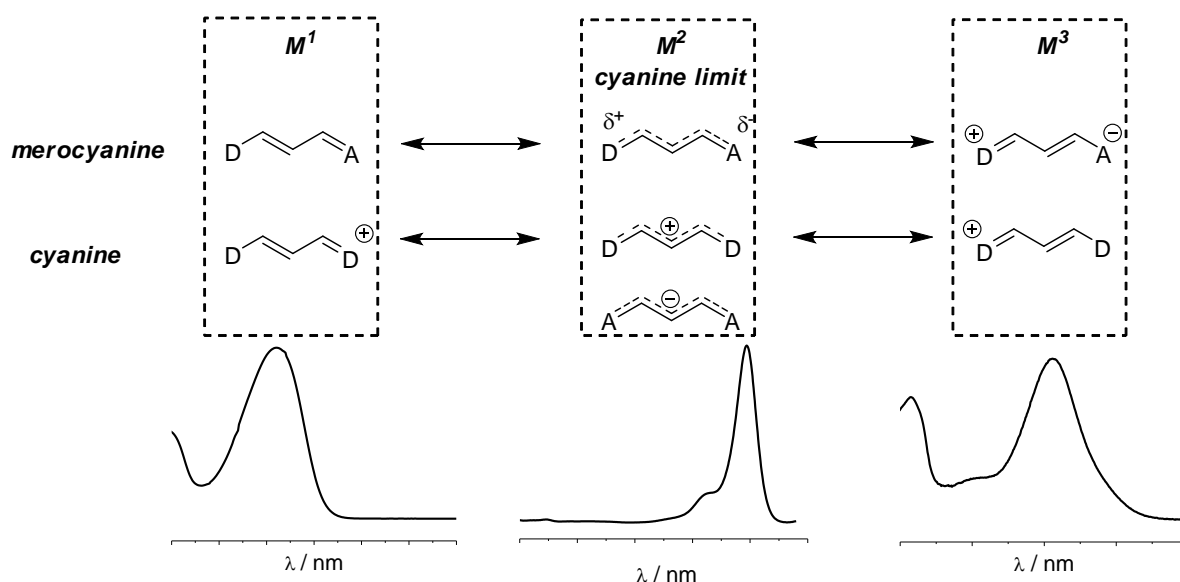 M¹ M² M³
cyanine limit
δ⁺ δ⁻ ⊕ ⊖
merocyanine D A D A D A
⊕ ⊕ ⊕
cyanine D D D D D D
⊖
A A
λ / nm λ / nm λ / nm